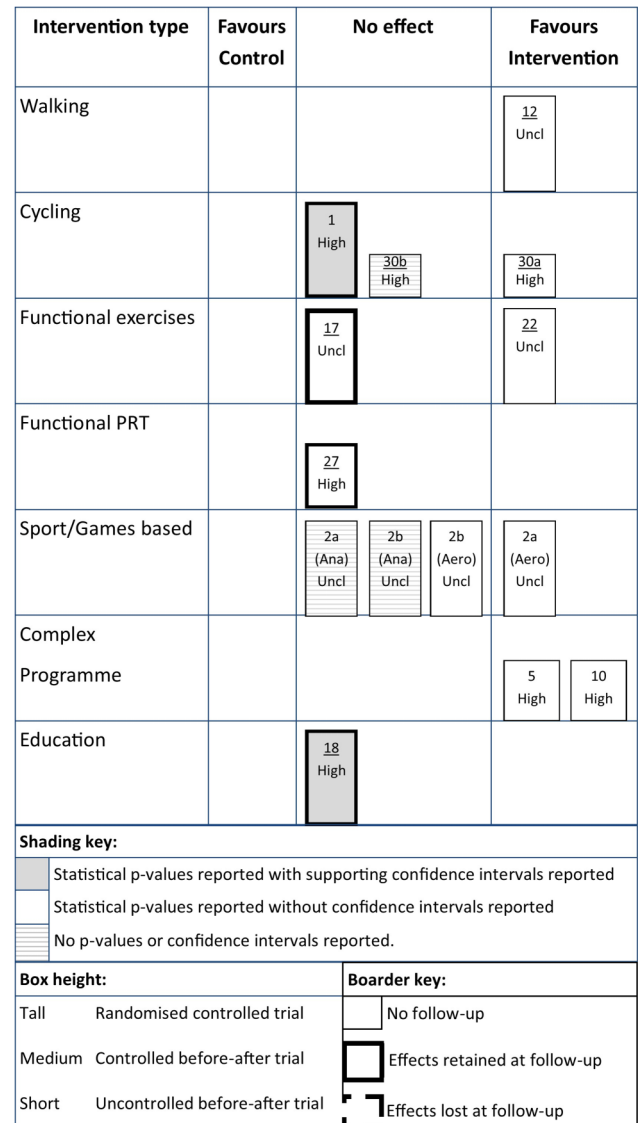 Intervention type Favours Control No effect Favours Intervention
Walking
12
Uncl
Cycling
1
High
30b
High
30a
High
Functional exercises
17
Uncl
22
Uncl
Functional PRT
27
High
Sport/Games based
2a
(Ana)
Uncl
2b
(Ana)
Uncl
2b
(Aero)
Uncl
2a
(Aero)
Uncl
Complex
Programme
5
High
10
High
Education
18
High
Shading key:
Statistical p-values reported with supporting confidence intervals reported
Statistical p-values reported without confidence intervals reported
No p-values or confidence intervals reported.
Box height:
Tall Randomised controlled trial
Medium Controlled before-after trial
Short Uncontrolled before-after trial
Boarder key:
No follow-up
Effects retained at follow-up
Effects lost at follow-up